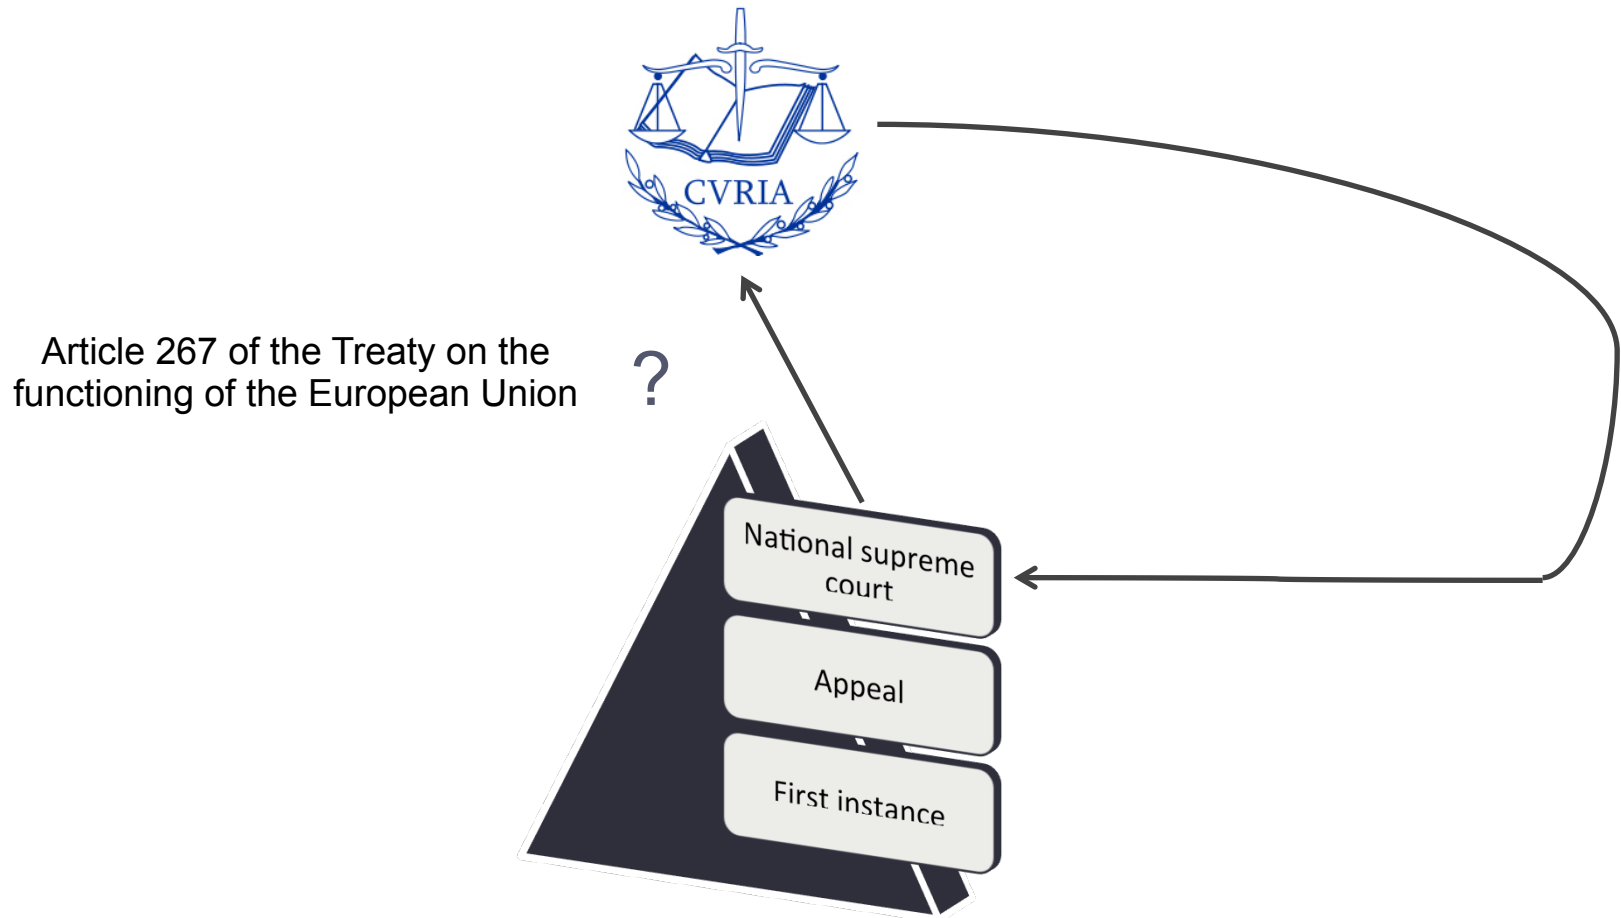 CVRIA
Article 267 of the Treaty on the
functioning of the European Union
?
National supreme
court
Appeal
First instance